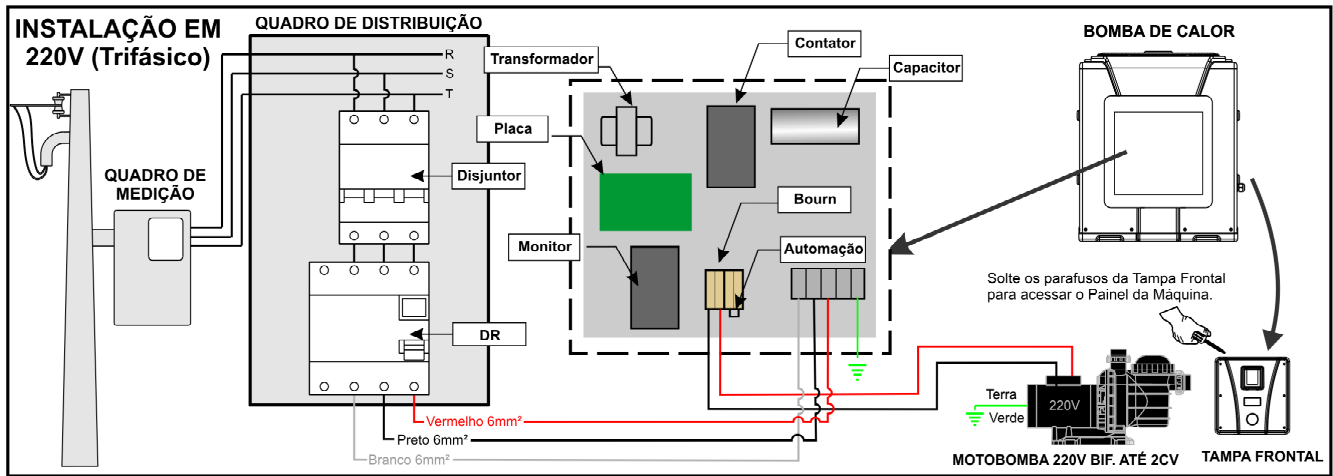 INSTALAÇÃO EM
220V (Trifásico)
QUADRO DE DISTRIBUIÇÃO
R
S
T
QUADRO DE
MEDIÇÃO
Disjuntor
DR
Transformador
Contator
Capacitor
Placa
Bourn
Monitor
Automação
BOMBA DE CALOR
Solte os parafusos da Tampa Frontal
para acessar o Painel da Máquina.
Terra
Verde
220V
Vermelho 6mm²
Preto 6mm²
Branco 6mm²
MOTOBOMBA 220V BIF. ATÉ 2CV
TAMPA FRONTAL